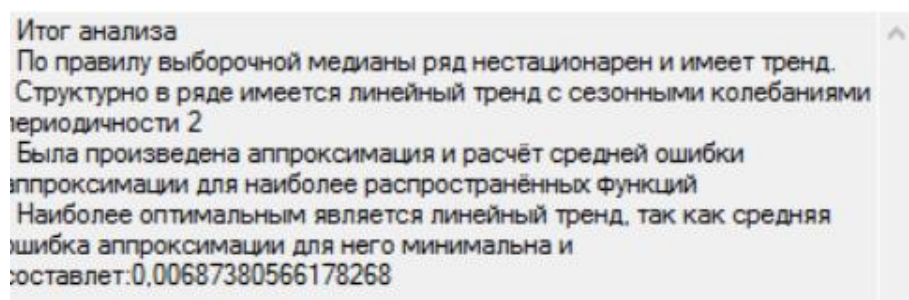 Итог анализа
По правилу выборочной медианы ряд нестационарен и имеет тренд.
Структурно в ряде имеется линейный тренд с сезонными колебаниями
периодичности 2
Была произведена аппроксимация и расчёт средней ошибки
аппроксимации для наиболее распространённых функций
Наиболее оптимальным является линейный тренд, так как средняя
ошибка аппроксимации для него минимальна и
составлет:0,00687380566178268